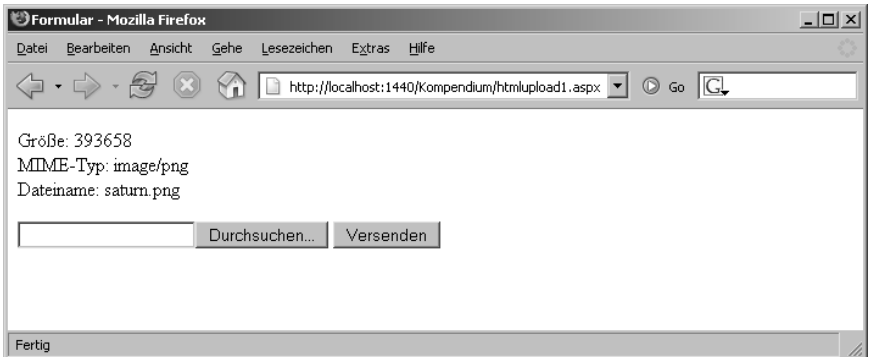 Formular - Mozilla Firefox
Datei Bearbeiten Ansicht Gehe Lesezeichen Extras Hilfe
http://localhost:1440/Kompendium/htmlupload1.aspx Go G
Größe: 393658
MIME-Typ: image/png
Dateiname: saturn.png
Durchsuchen... Versenden
Fertig